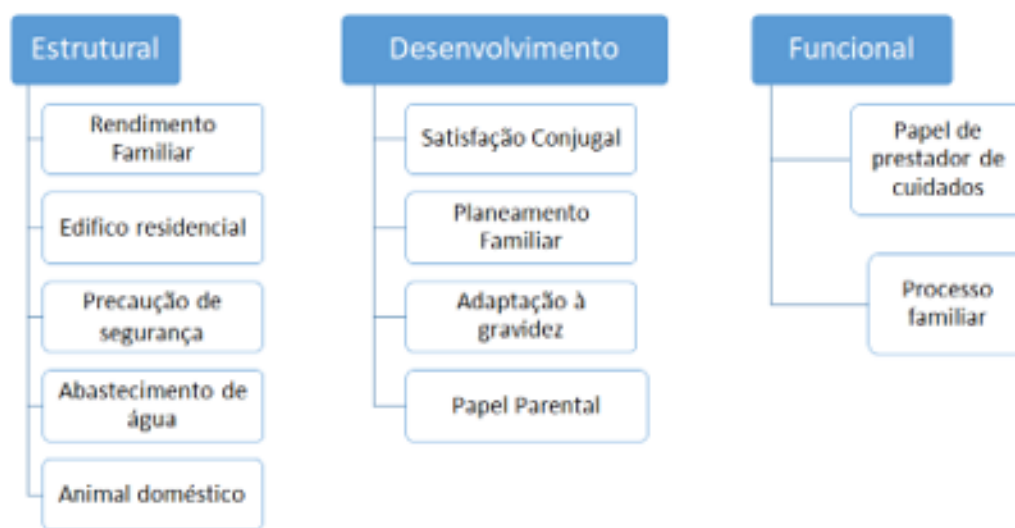 Estrutural
Rendimento
Familiar
Edifico residencial
Precaução de
segurança
Abastecimento de
água
Animal doméstico
Desenvolvimento
Satisfação Conjugal
Planeamento
Familiar
Adaptação à
gravidez
Papel Parental
Funcional
Papel de
prestador de
cuidados
Processo
familiar